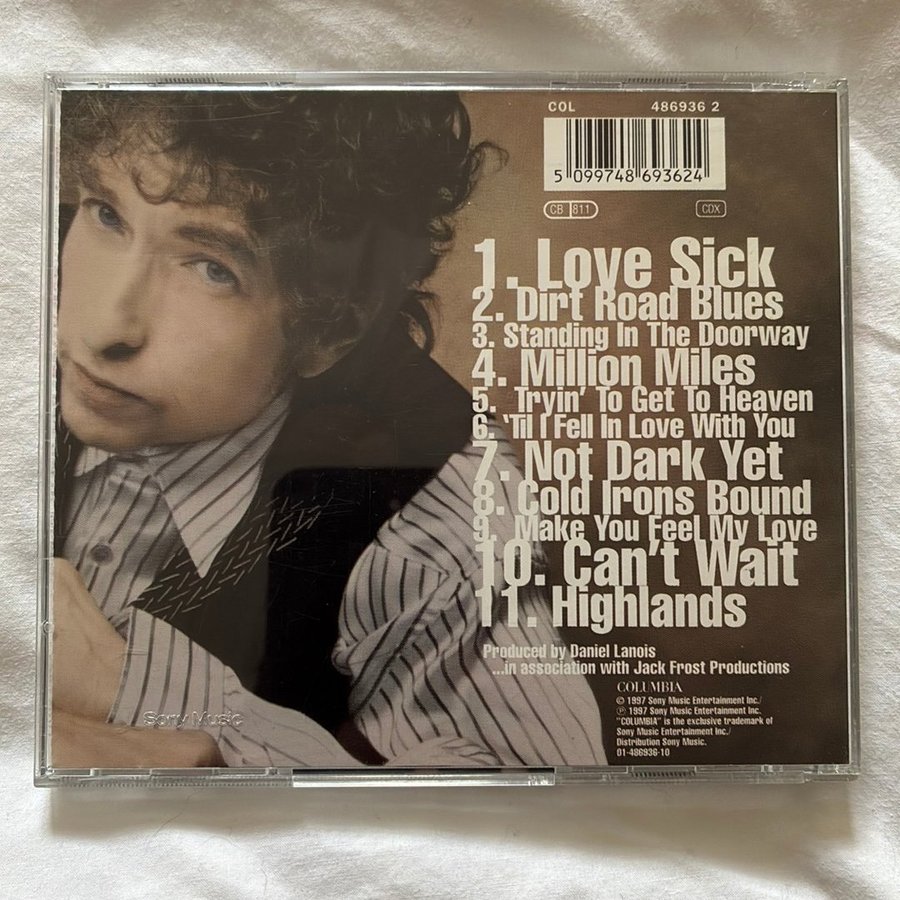 COL 486936 2
5 099748 693624
CB 811 CDX
1. Love Sick
2. Dirt Road Blues
3. Standing In The Doorway
4. Million Miles
5. Tryin' To Get To Heaven
6. 'Til I Fell In Love With You
7. Not Dark Yet
8. Cold Irons Bound
9. Make You Feel My Love
10. Can't Wait
11. Highlands
Produced by Daniel Lanois
...in association with Jack Frost Productions
COLUMBIA
© 1997 Sony Music Entertainment Inc./
℗ 1997 Sony Music Entertainment Inc.
"COLUMBIA" is the exclusive trademark of
Sony Music Entertainment Inc./
Distribution Sony Music.
01-486936-10
Sony Music